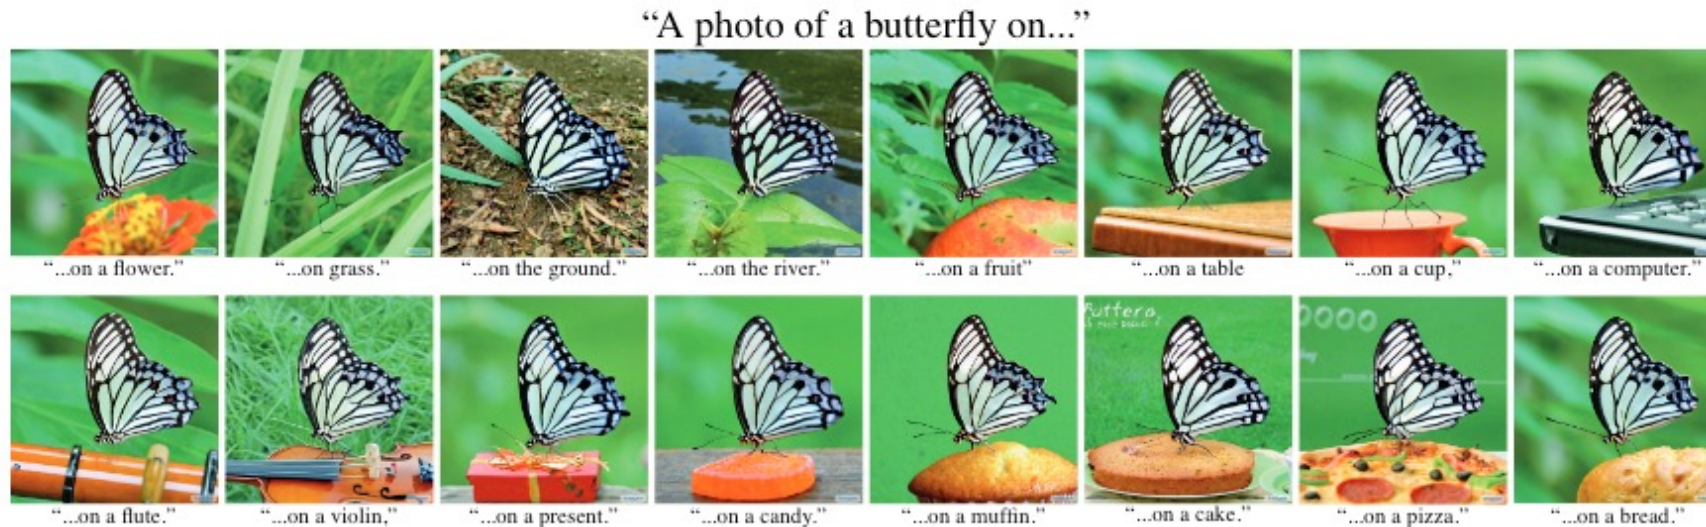 “A photo of a butterfly on...”
“...on a flower.” “...on grass.” “...on the ground.” “...on the river.” “...on a fruit” “...on a table “...on a cup,” “...on a computer.”
“...on a flute.” “...on a violin,” “...on a present.” “...on a candy.” “...on a muffin.” “...on a cake.” “...on a pizza.” “...on a bread.”